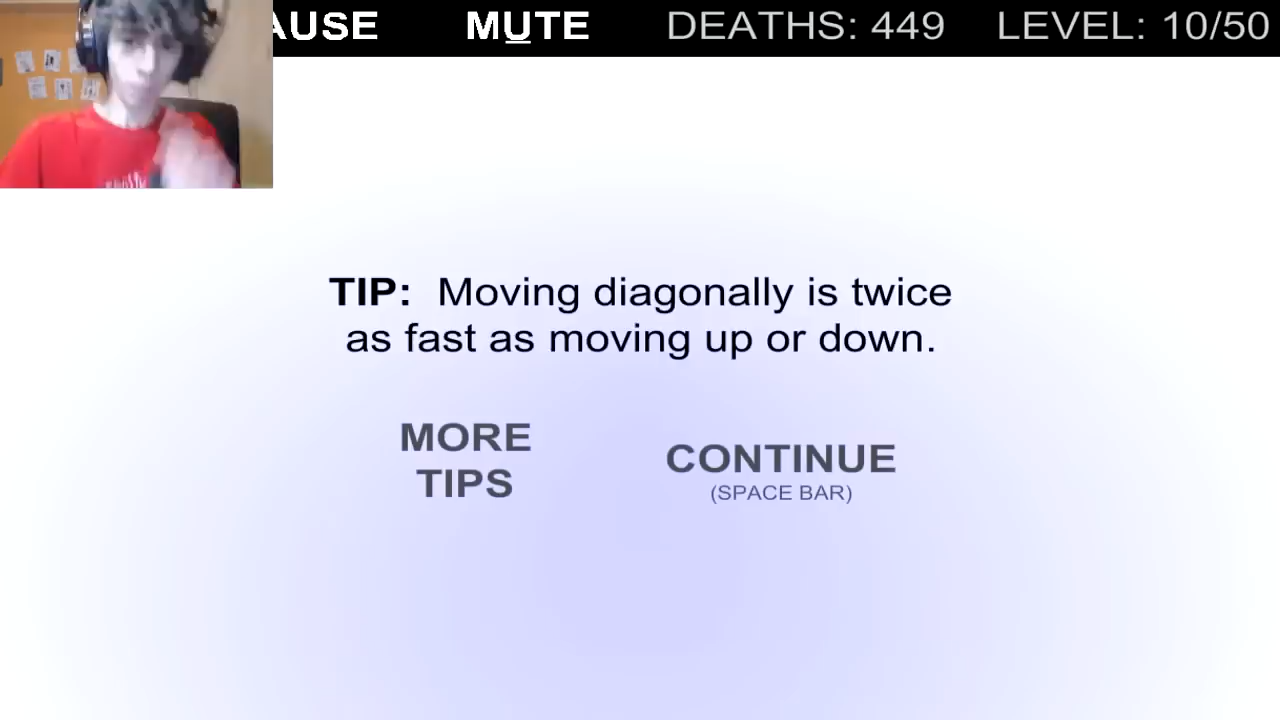 AUSE MUTE DEATHS: 449 LEVEL: 10/50
TIP: Moving diagonally is twice
as fast as moving up or down.
MORE
TIPS
CONTINUE
(SPACE BAR)